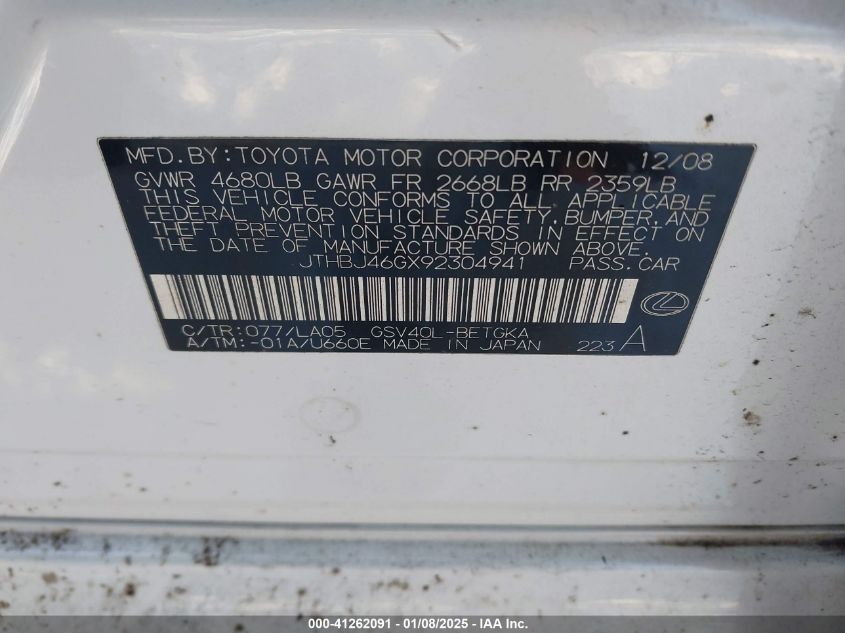 MFD.BY:TOYOTA MOTOR CORPORATION 12/08
GVWR 4680LB GAWR FR 2668LB RR 2359LB
THIS VEHICLE CONFORMS TO ALL APPLICABLE
FEDERAL MOTOR VEHICLE SAFETY,BUMPER,AND
THEFT PREVENTION STANDARDS IN EFFECT ON
THE DATE OF MANUFACTURE SHOWN ABOVE.
JTHBJ46GX92304941 PASS.CAR
C/TR:077/LA05 GSV40L-BETGKA
A/TM:-01A/U660E MADE IN JAPAN 223 A
000-41262091 - 01/08/2025 - IAA Inc.